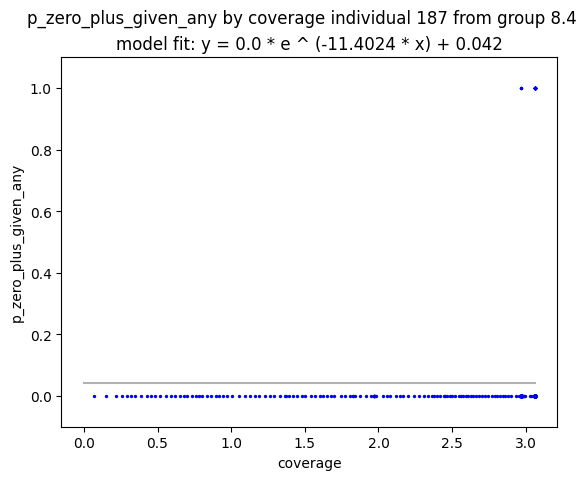 p_zero_plus_given_any by coverage individual 187 from group 8.4
model fit: y = 0.0 * e ^ (-11.4024 * x) + 0.042
1.0
0.8
0.6
0.4
0.2
0.0
p_zero_plus_given_any
0.0 0.5 1.0 1.5 2.0 2.5 3.0
coverage